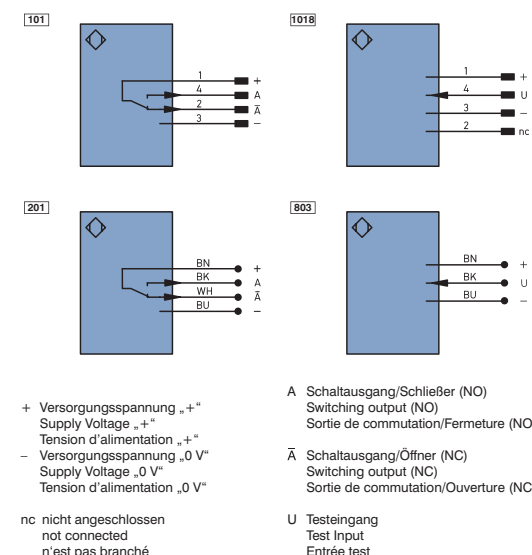 101
1 +
4 A
2 Ā
3 –
1018
1 +
4 U
3 –
2 nc
201
BN +
BK A
WH Ā
BU –
803
BN +
BK U
BU –
+ Versorgungsspannung „+“
Supply Voltage „+“
Tension d’alimentation „+“
– Versorgungsspannung „0 V“
Supply Voltage „0 V“
Tension d’alimentation „0 V“
nc nicht angeschlossen
not connected
n'est pas branché
A Schaltausgang/Schließer (NO)
Switching output (NO)
Sortie de commutation/Fermeture (NO
Ā Schaltausgang/Öffner (NC)
Switching output (NC)
Sortie de commutation/Ouverture (NC
U Testeingang
Test Input
Entrée test